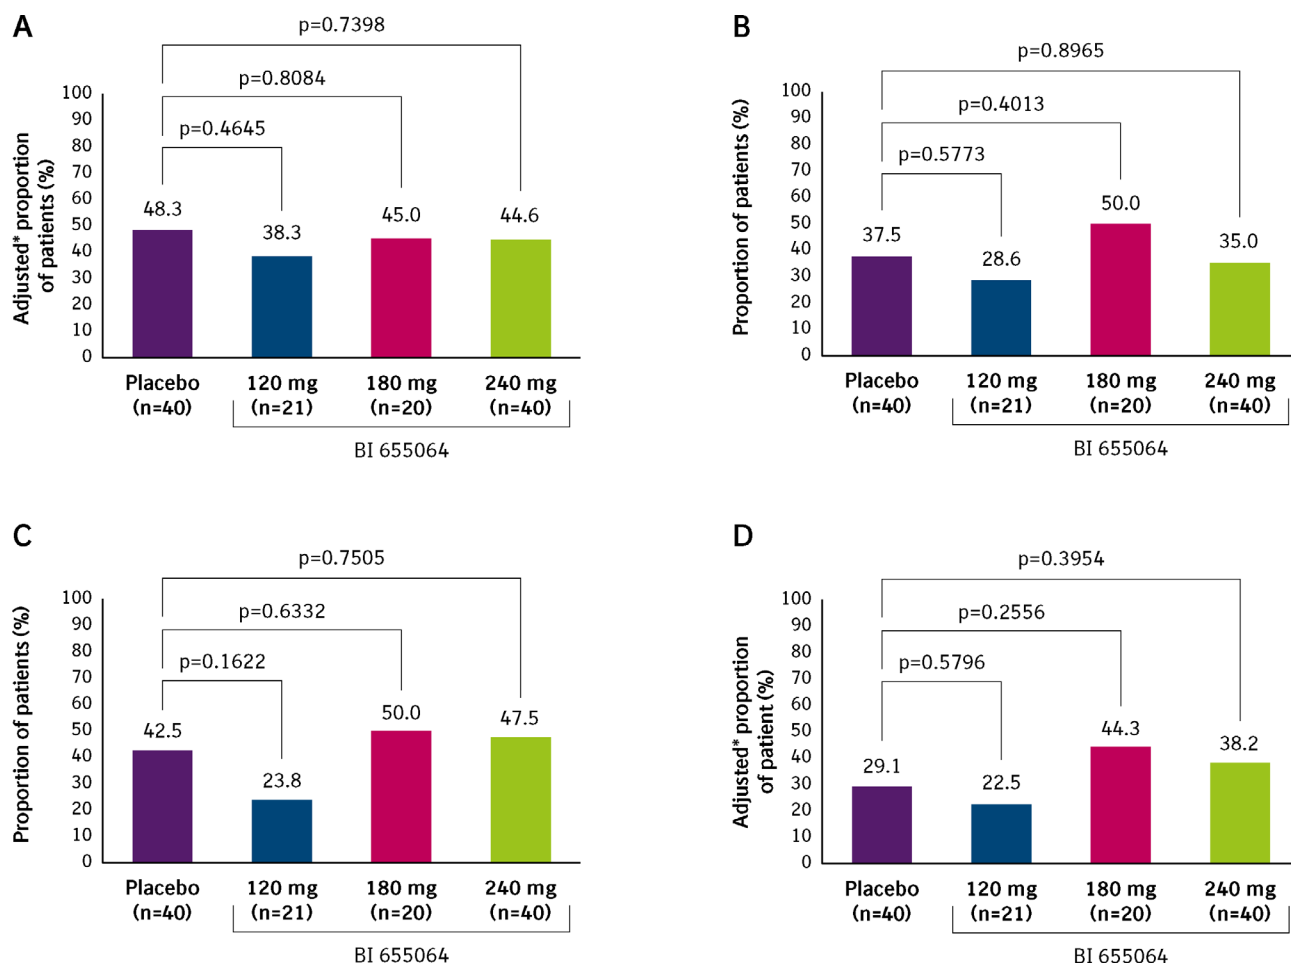 A
p=0.7398
p=0.8084
p=0.4645
Adjusted* proportion
of patients (%)
100
90
80
70
60
50
40
30
20
10
0
48.3
38.3
45.0
44.6
Placebo 120 mg 180 mg 240 mg
(n=40) (n=21) (n=20) (n=40)
BI 655064
B
p=0.8965
p=0.4013
p=0.5773
Proportion of patients (%)
100
90
80
70
60
50
40
30
20
10
0
37.5
28.6
50.0
35.0
Placebo 120 mg 180 mg 240 mg
(n=40) (n=21) (n=20) (n=40)
BI 655064
C
p=0.7505
p=0.6332
p=0.1622
Proportion of patients (%)
100
90
80
70
60
50
40
30
20
10
0
42.5
23.8
50.0
47.5
Placebo 120 mg 180 mg 240 mg
(n=40) (n=21) (n=20) (n=40)
BI 655064
D
p=0.3954
p=0.2556
p=0.5796
Adjusted* proportion
of patient (%)
100
90
80
70
60
50
40
30
20
10
0
29.1
22.5
44.3
38.2
Placebo 120 mg 180 mg 240 mg
(n=40) (n=21) (n=20) (n=40)
BI 655064